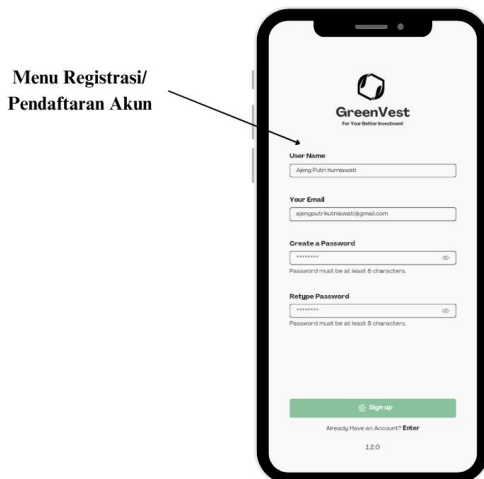 Menu Registrasi/
Pendaftaran Akun
GreenVest
For Your Better Investment
User Name
Ajeng Putri Kurniawati
Your Email
ajengputrikutniawati@gmail.com
Create a Password
********
Password must be at least 8 characters.
Retype Password
********
Password must be at least 8 characters.
Sign up
Already Have an Account? Enter
1.2.0